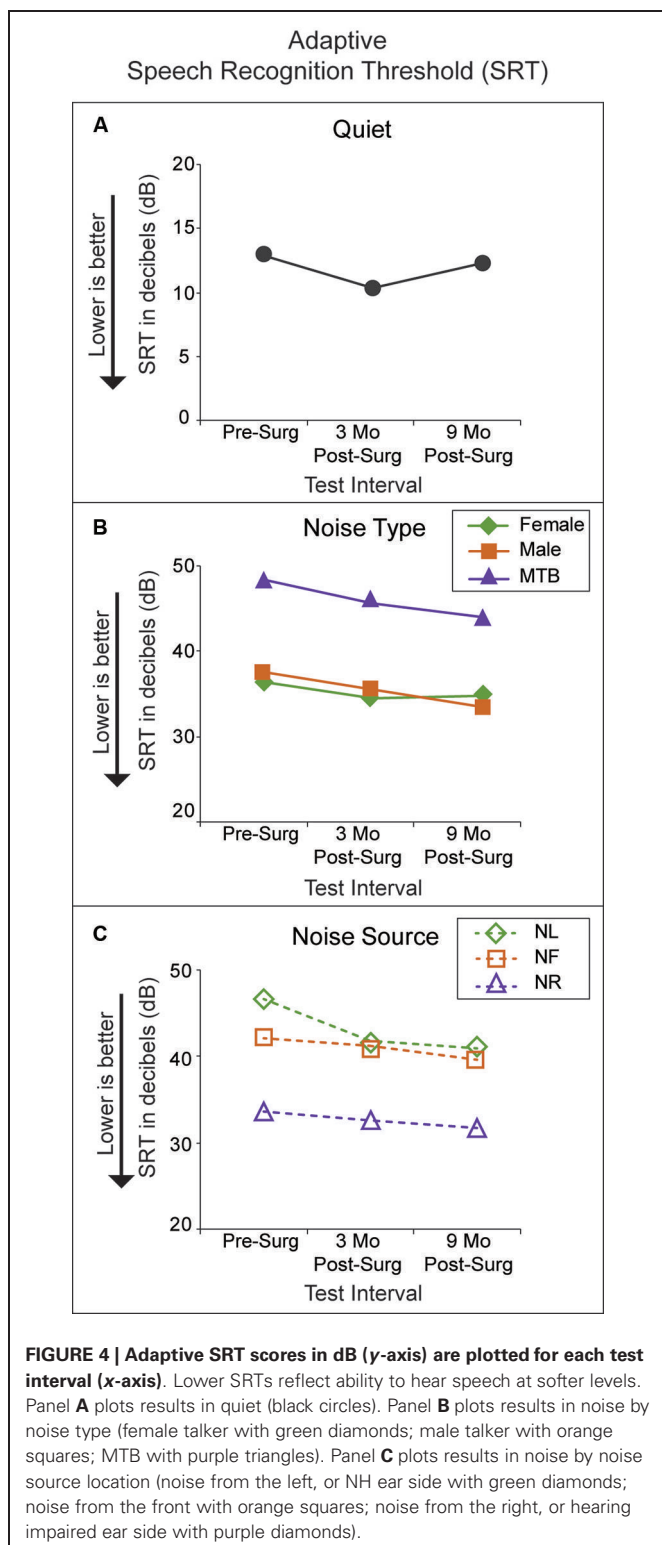 Adaptive
Speech Recognition Threshold (SRT)
A
Quiet
Lower is better
SRT in decibels (dB)
20
15
10
5
0
Pre-Surg
3 Mo
Post-Surg
9 Mo
Post-Surg
Test Interval
B
Noise Type
Female
Male
MTB
Lower is better
SRT in decibels (dB)
50
40
30
20
Pre-Surg
3 Mo
Post-Surg
9 Mo
Post-Surg
Test Interval
C
Noise Source
NL
NF
NR
Lower is better
SRT in decibels (dB)
50
40
30
20
Pre-Surg
3 Mo
Post-Surg
9 Mo
Post-Surg
Test Interval
FIGURE 4 | Adaptive SRT scores in dB (y-axis) are plotted for each test
interval (x-axis). Lower SRTs reflect ability to hear speech at softer levels.
Panel A plots results in quiet (black circles). Panel B plots results in noise by
noise type (female talker with green diamonds; male talker with orange
squares; MTB with purple triangles). Panel C plots results in noise by noise
source location (noise from the left, or NH ear side with green diamonds;
noise from the front with orange squares; noise from the right, or hearing
impaired ear side with purple diamonds).